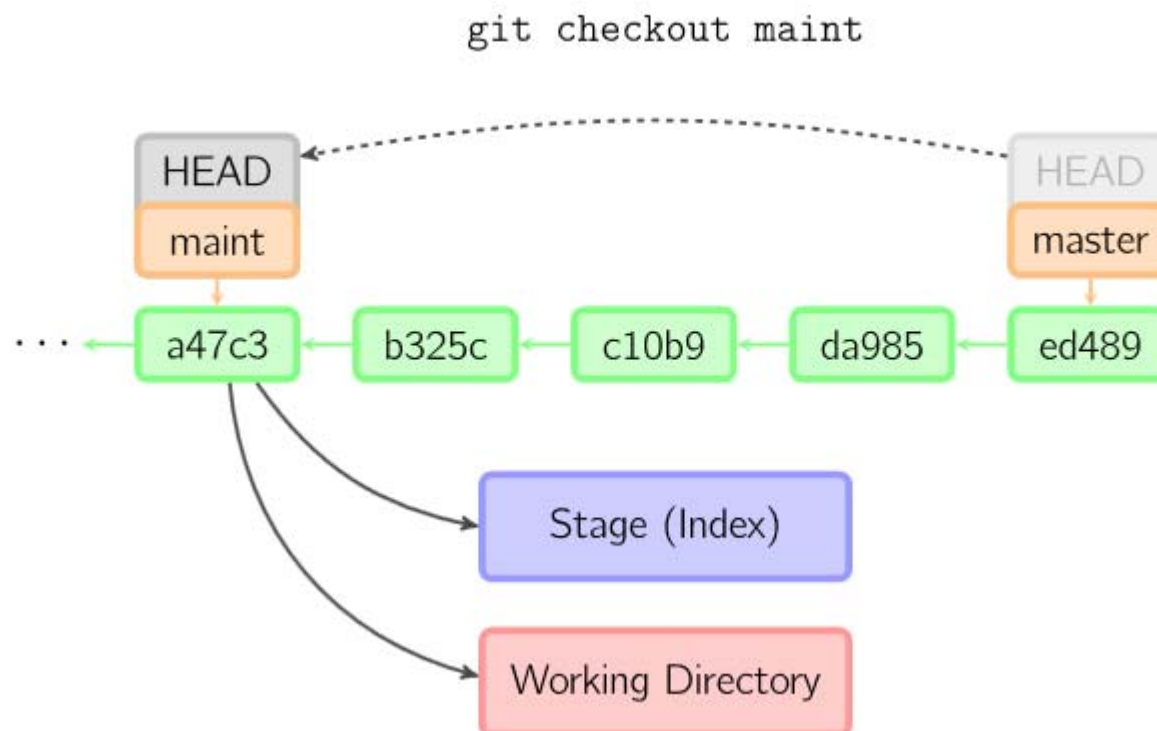 git checkout maint
HEAD HEAD
maint master
... a47c3 b325c c10b9 da985 ed489
Stage (Index)
Working Directory